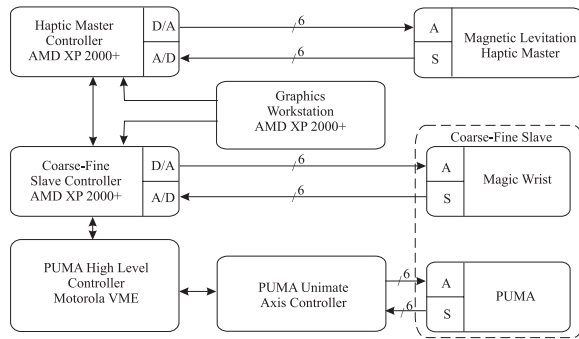 Haptic Master
Controller
AMD XP 2000+
D/A
A/D
6
6
A
S
Magnetic Levitation
Haptic Master
Graphics
Workstation
AMD XP 2000+
Coarse-Fine Slave
Coarse-Fine
Slave Controller
AMD XP 2000+
D/A
A/D
6
6
A
S
Magic Wrist
PUMA High Level
Controller
Motorola VME
PUMA Unimate
Axis Controller
6
6
A
S
PUMA